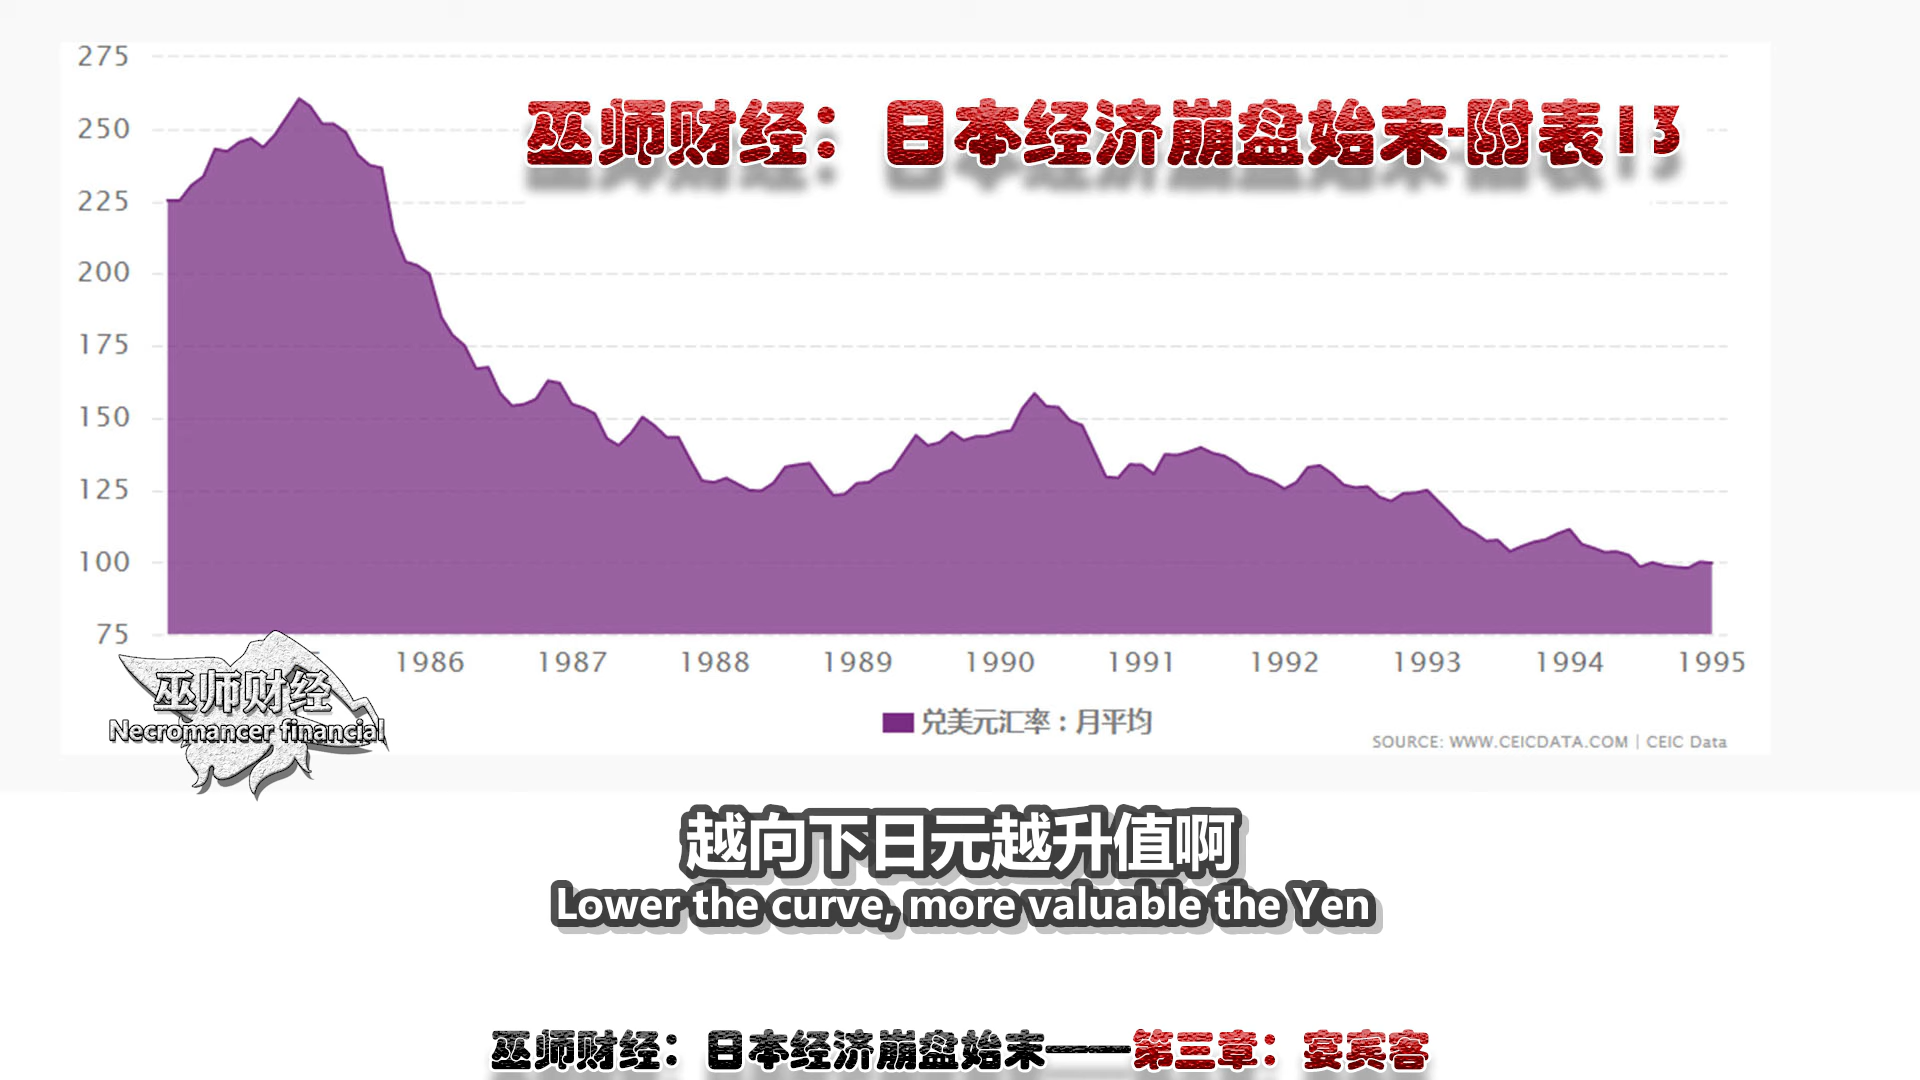 275
250
225
200
175
150
125
100
75
巫师财经：日本经济崩盘始末-附表13
1986 1987 1988 1989 1990 1991 1992 1993 1994 1995
巫师财经
Necromancer financial
兑美元汇率：月平均
SOURCE: WWW.CEICDATA.COM | CEIC Data
越向下日元越升值啊
Lower the curve, more valuable the Yen
巫师财经：日本经济崩盘始末——第三章：宴宾客